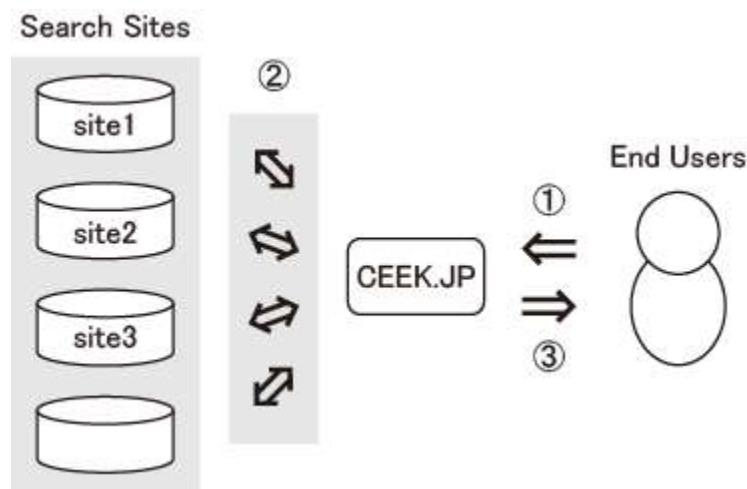 Search Sites
②
site1
End Users
①
site2
CEEK.JP
site3
③